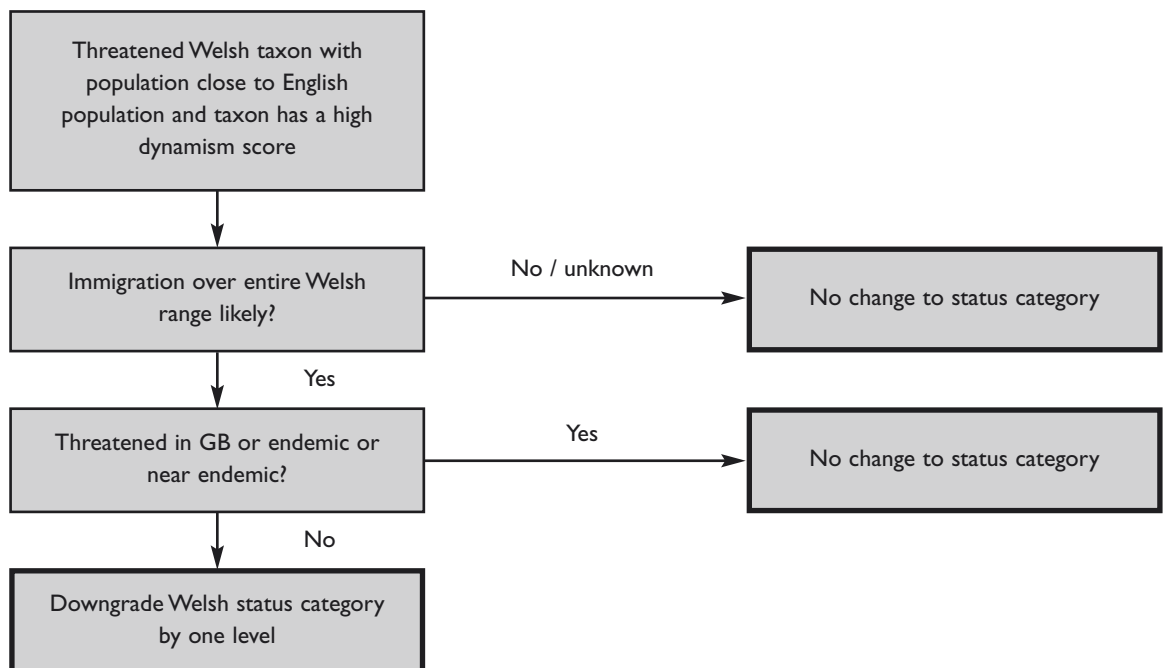 Threatened Welsh taxon with
population close to English
population and taxon has a high
dynamism score
Immigration over entire Welsh
range likely?
No / unknown
No change to status category
Yes
Threatened in GB or endemic or
near endemic?
Yes
No change to status category
No
Downgrade Welsh status category
by one level